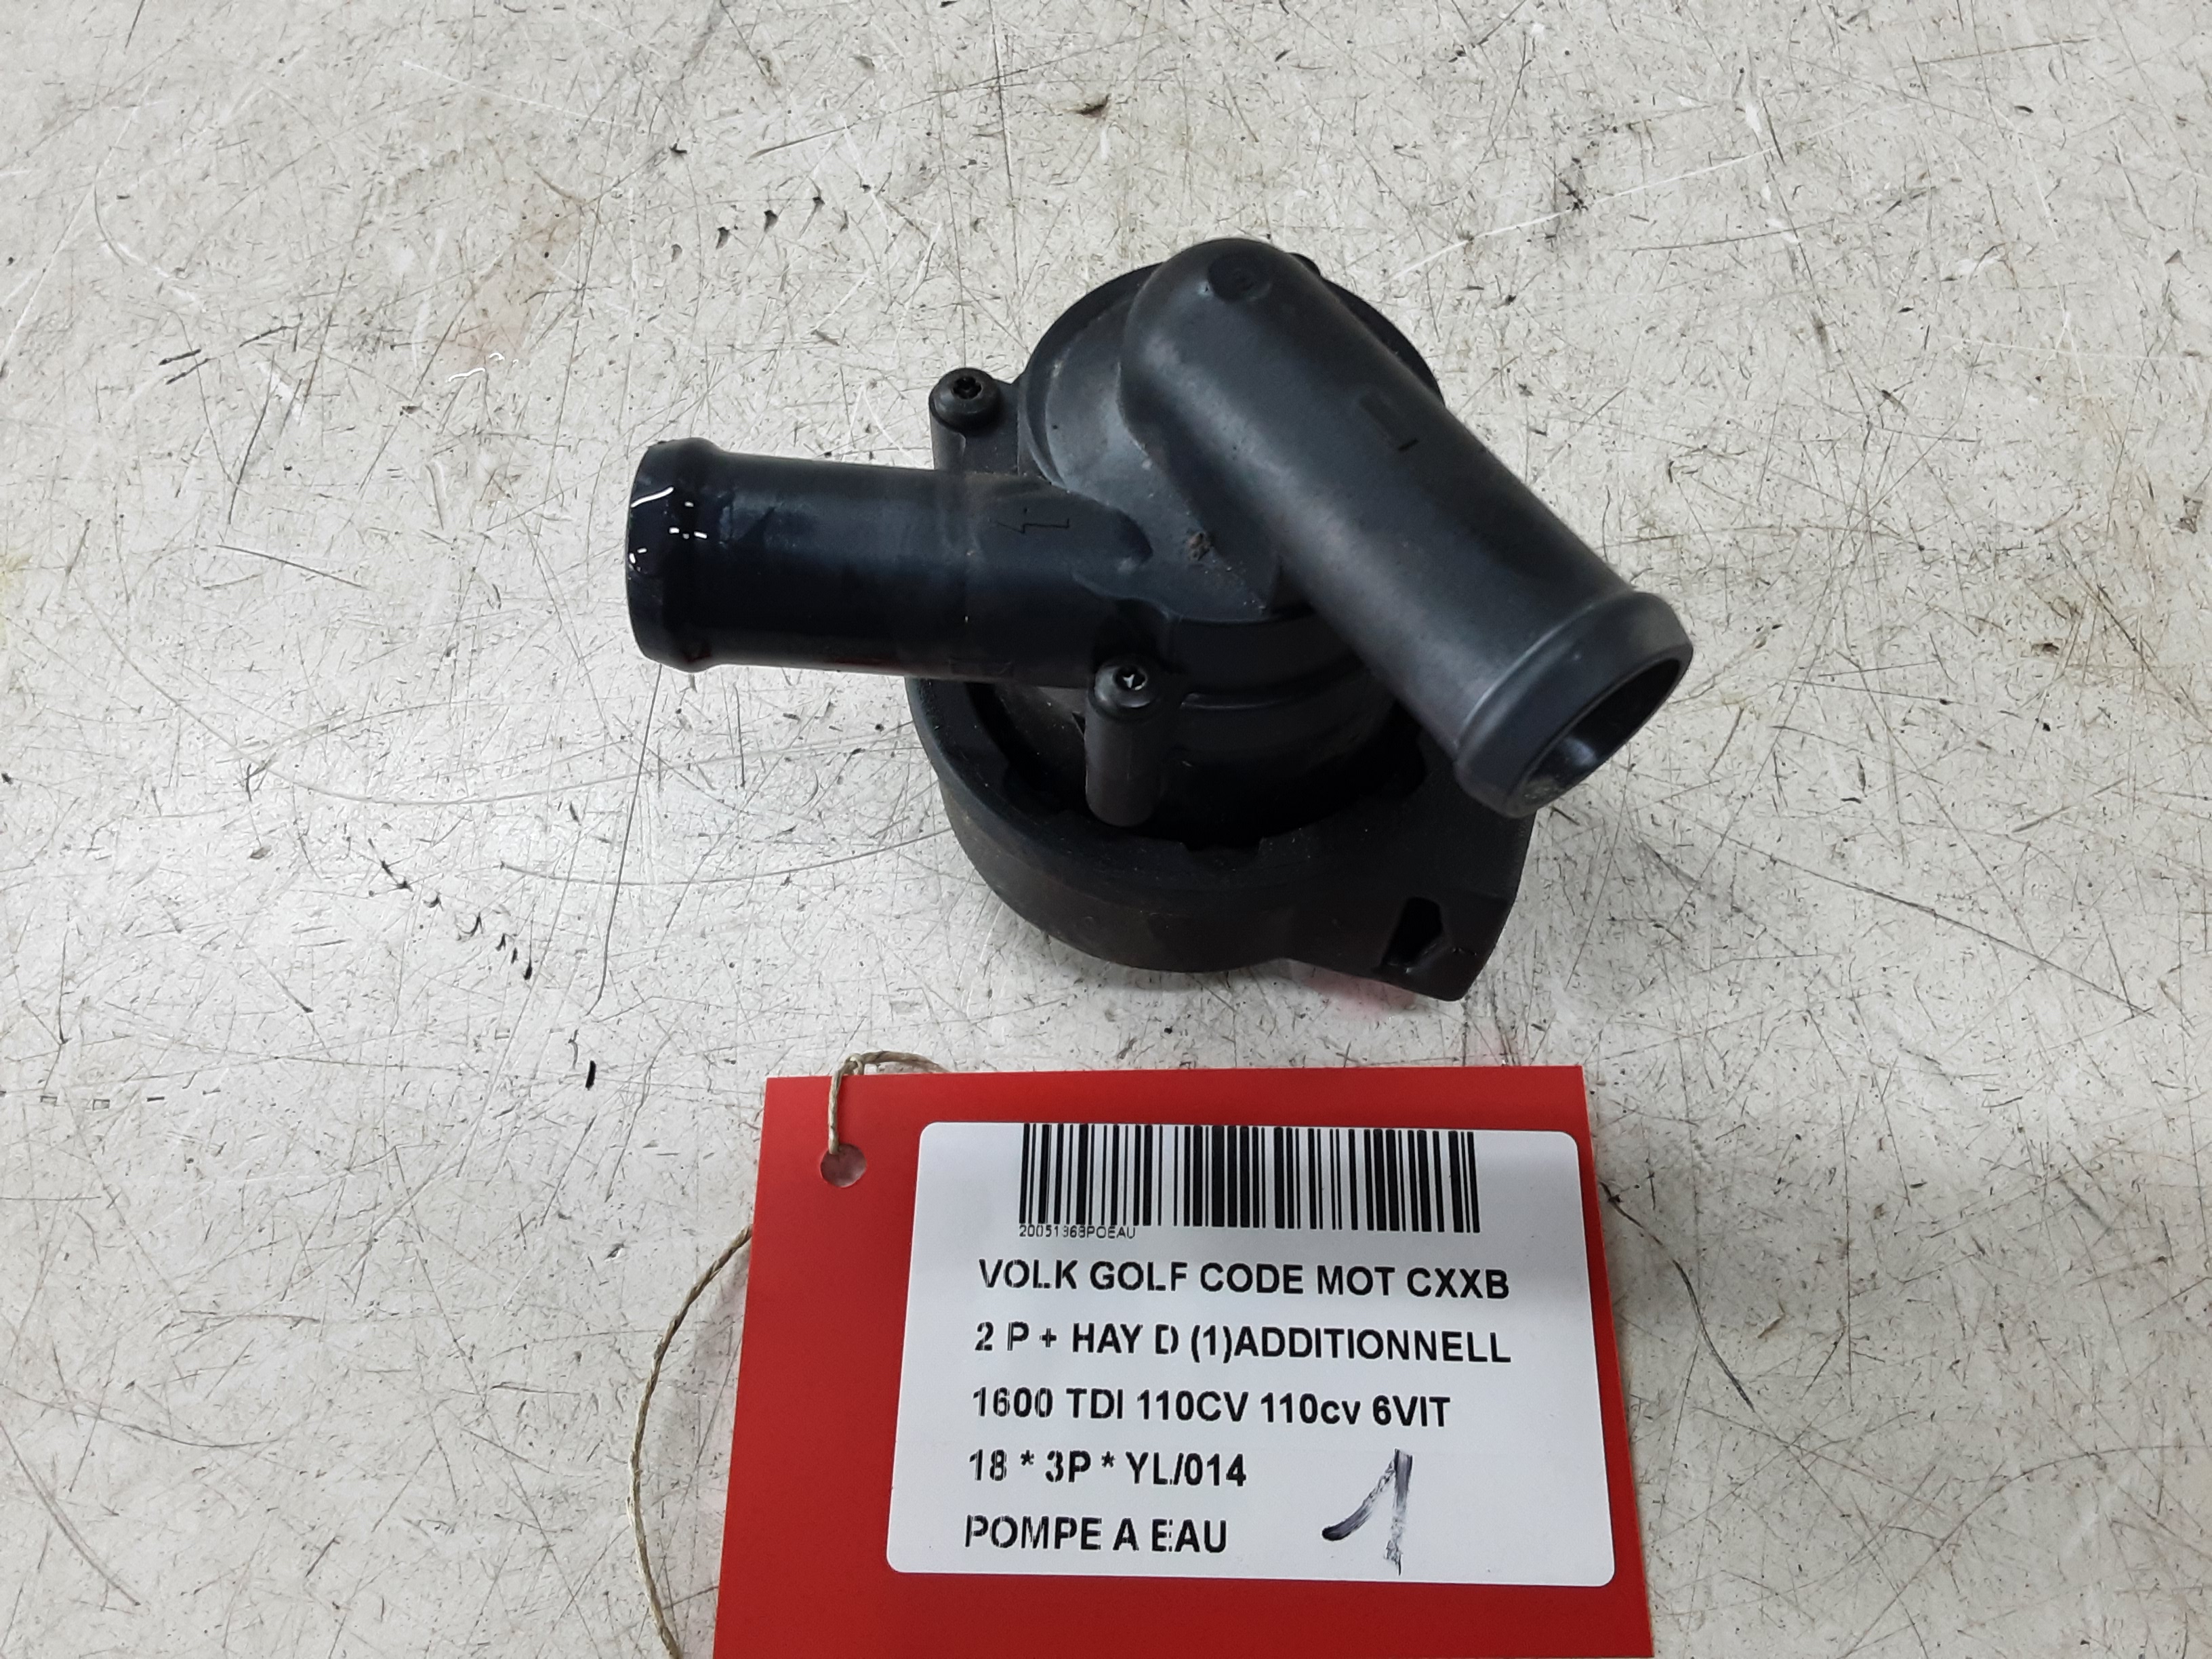 20051368POEAU
VOLK GOLF CODE MOT CXXB
2 P + HAY D (1)ADDITIONNELL
1600 TDI 110CV 110cv 6VIT
18 * 3P * YL/014
1
POMPE A EAU